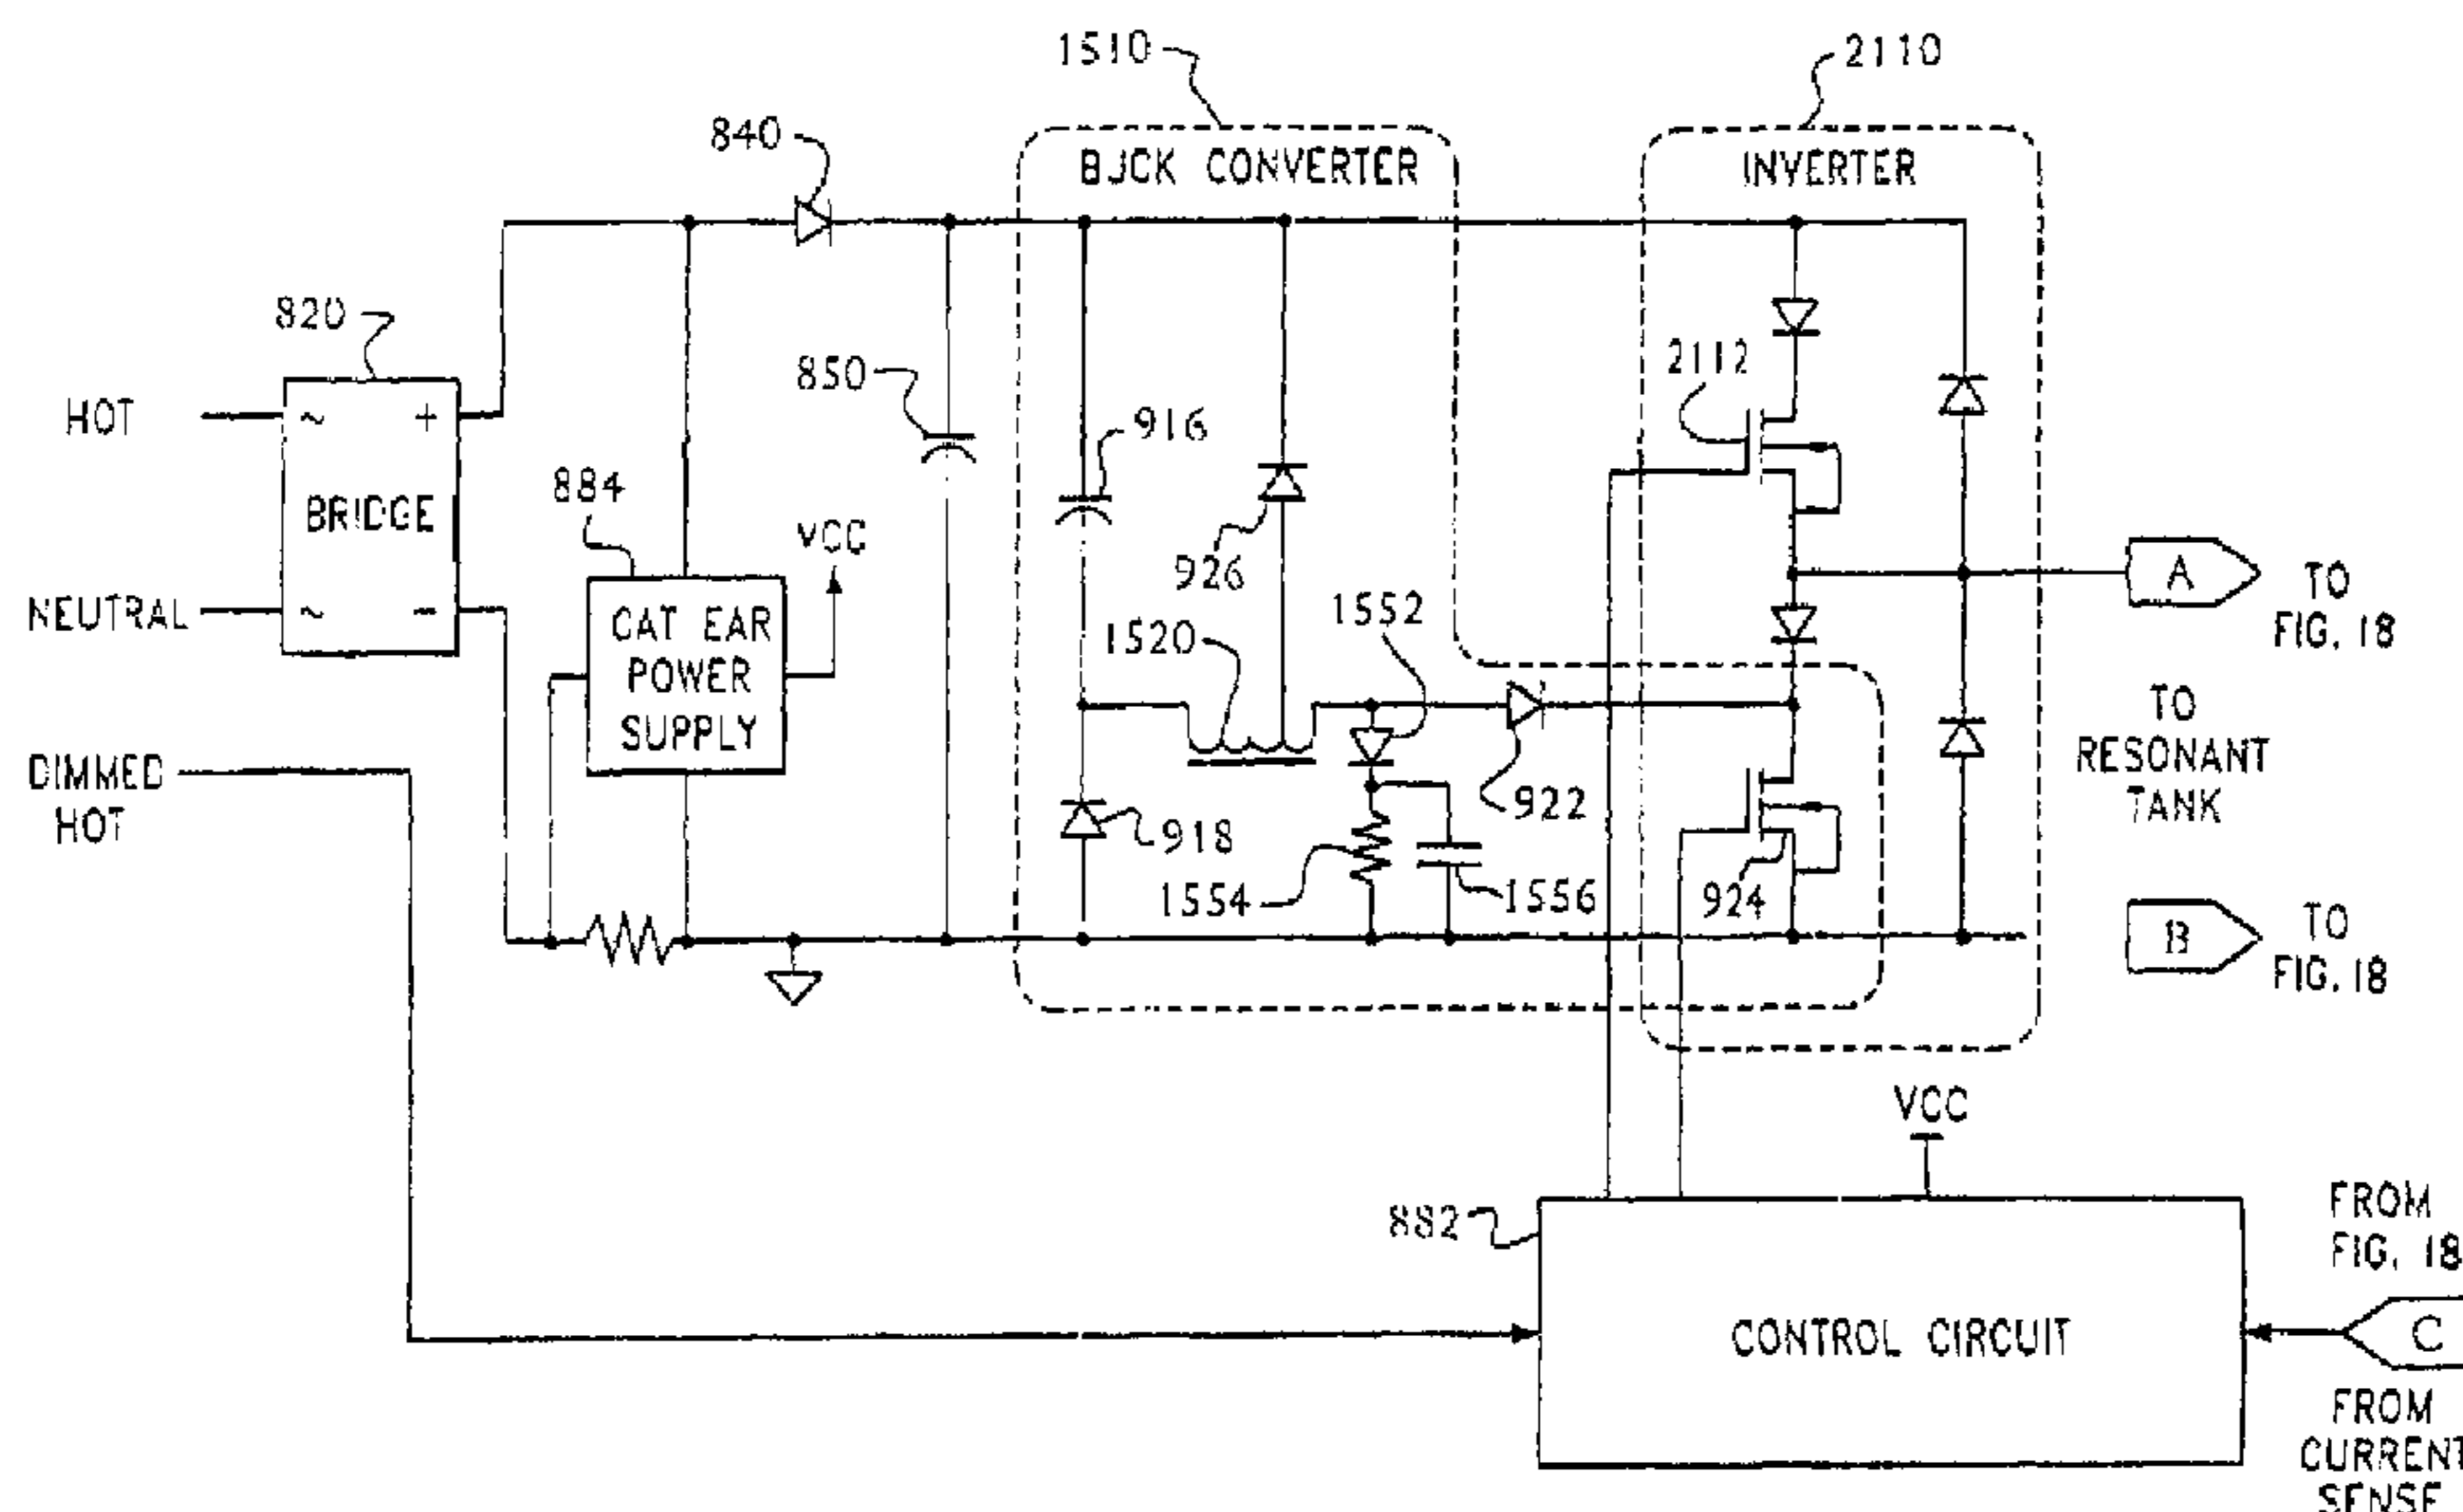 1510
2110
840
BJCK CONVERTER
INVERTER
820
2112
850
HOT
~
+
916
884
BRIDGE
VCC
926
A
TO
FIG. 18
NEUTRAL
~
-
CAT EAR
POWER
SUPPLY
1520
1552
TO
RESONANT
TANK
DIMMED
HOT
918
922
1554
1556
924
B
TO
FIG. 18
VCC
882
FROM
FIG. 18
CONTROL CIRCUIT
C
FROM
CURRENT
SENSE